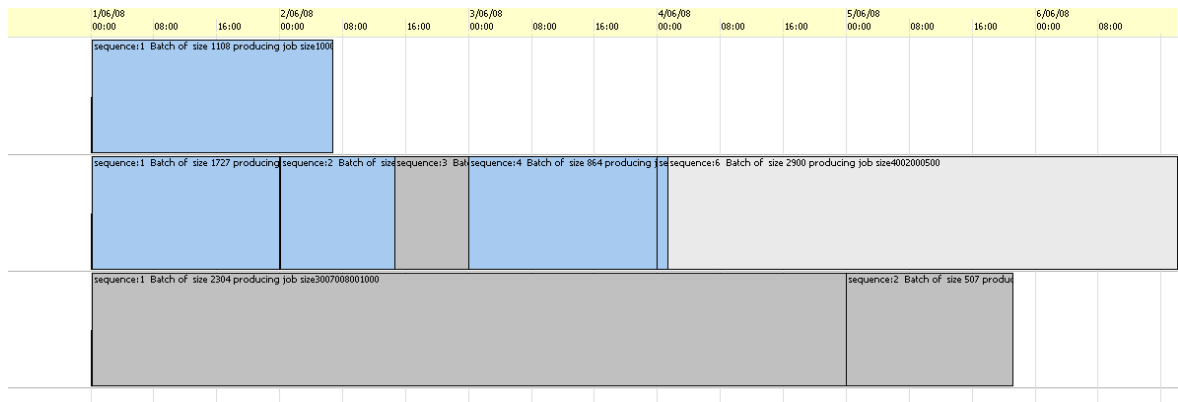 1/06/08 2/06/08 3/06/08 4/06/08 5/06/08 6/06/08
00:00 08:00 16:00 00:00 08:00 16:00 00:00 08:00 16:00 00:00 08:00 16:00 00:00 08:00 16:00 00:00 08:00
sequence:1 Batch of size 1108 producing job size1000
sequence:1 Batch of size 1727 producing sequence:2 Batch of size sequence:3 Bat sequence:4 Batch of size 864 producing j se sequence:6 Batch of size 2900 producing job size4002000500
sequence:1 Batch of size 2304 producing job size3007008001000 sequence:2 Batch of size 507 produ